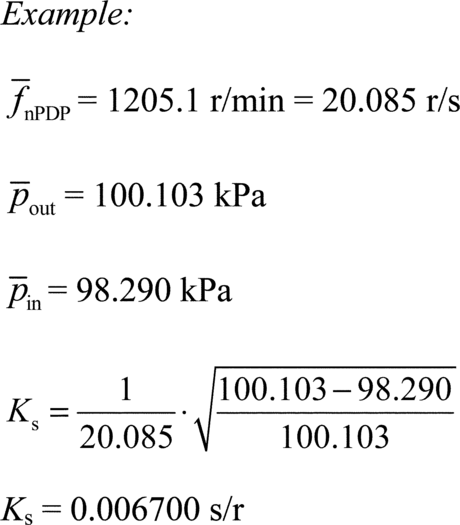 Example:
f̅nPDP = 1205.1 r/min = 20.085 r/s
p̅out = 100.103 kPa
p̅in = 98.290 kPa
Ks = 1/20.085 · √((100.103−98.290)/100.103)
Ks = 0.006700 s/r